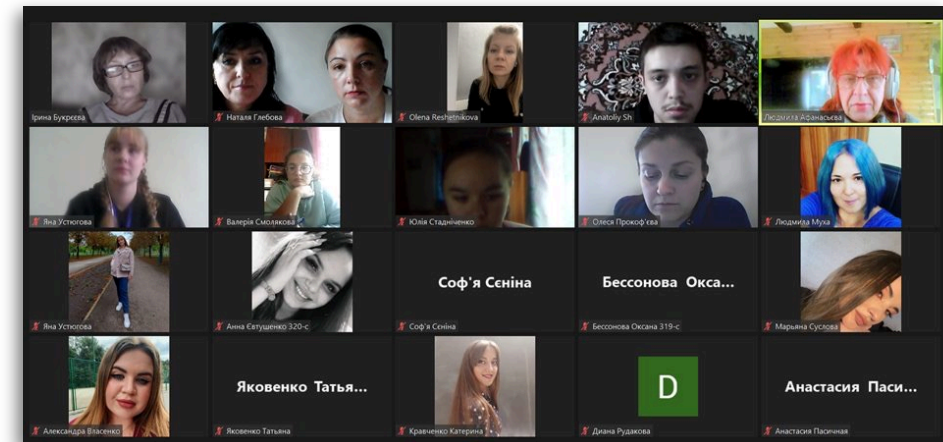 Ірина Букрєєва
Наталя Глебова
Olena Reshetnikova
Anatoliy Sh
Людмила Афанасьєва
Яна Устюгова
Валерія Смолякова
Юлія Стадніченко
Олеся Прокоф'єва
Людмила Муха
Яна Устюгова
Анна Євтушенко 320-с
Соф'я Сєніна
Соф'я Сєніна
Бессонова Окса...
Бессонова Оксана 319-с
Марьяна Суслова
Александра Власенко
Яковенко Татья...
Яковенко Татьяна
Кравченко Катерина
D
Диана Рудакова
Анастасия Паси...
Анастасия Пасичная